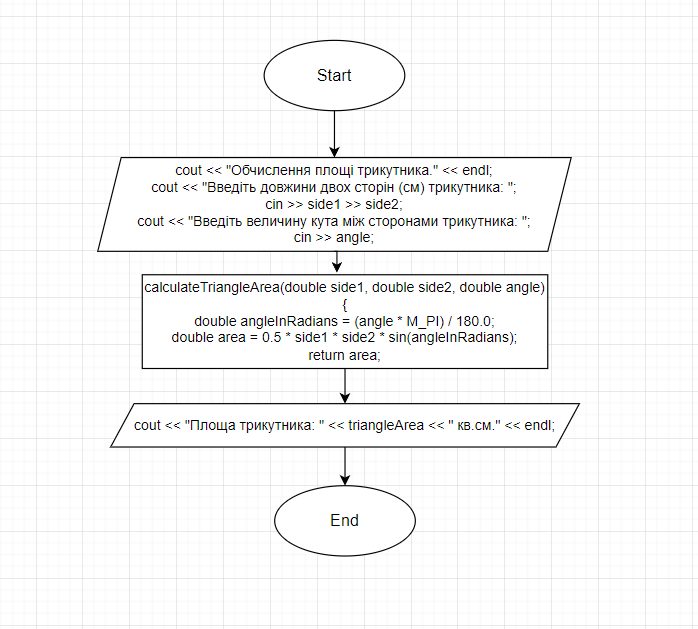 Start
cout << "Обчислення площі трикутника." << endl;
cout << "Введіть довжини двох сторін (см) трикутника: ";
cin >> side1 >> side2;
cout << "Введіть величину кута між сторонами трикутника: ";
cin >> angle;
calculateTriangleArea(double side1, double side2, double angle)
{
double angleInRadians = (angle * M_PI) / 180.0;
double area = 0.5 * side1 * side2 * sin(angleInRadians);
return area;
cout << "Площа трикутника: " << triangleArea << " кв.см." << endl;
End